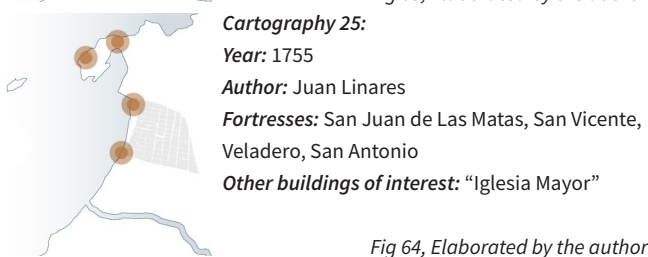 Cartography 25:
Year: 1755
Author: Juan Linares
Fortresses: San Juan de Las Matas, San Vicente,
Veladero, San Antonio
Other buildings of interest: “Iglesia Mayor”
Fig 64, Elaborated by the author